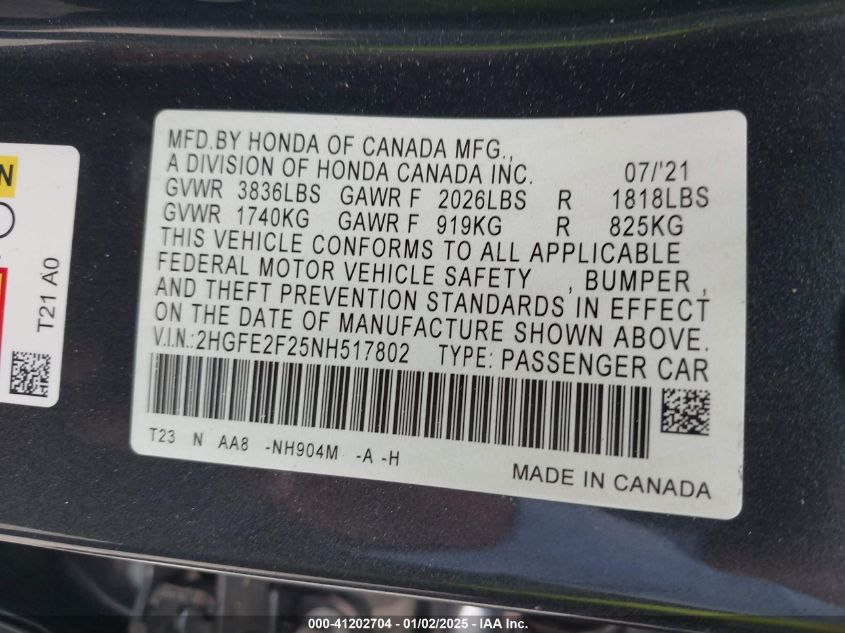 MFD.BY HONDA OF CANADA MFG.,
A DIVISION OF HONDA CANADA INC. 07/'21
GVWR 3836LBS GAWR F 2026LBS R 1818LBS
GVWR 1740KG GAWR F 919KG R 825KG
THIS VEHICLE CONFORMS TO ALL APPLICABLE
FEDERAL MOTOR VEHICLE SAFETY , BUMPER ,
AND THEFT PREVENTION STANDARDS IN EFFECT
ON THE DATE OF MANUFACTURE SHOWN ABOVE.
V.I.N.:2HGFE2F25NH517802 TYPE: PASSENGER CAR
T23 N AA8 -NH904M -A -H
MADE IN CANADA
N
T21 A0
000-41202704 - 01/02/2025 - IAA Inc.